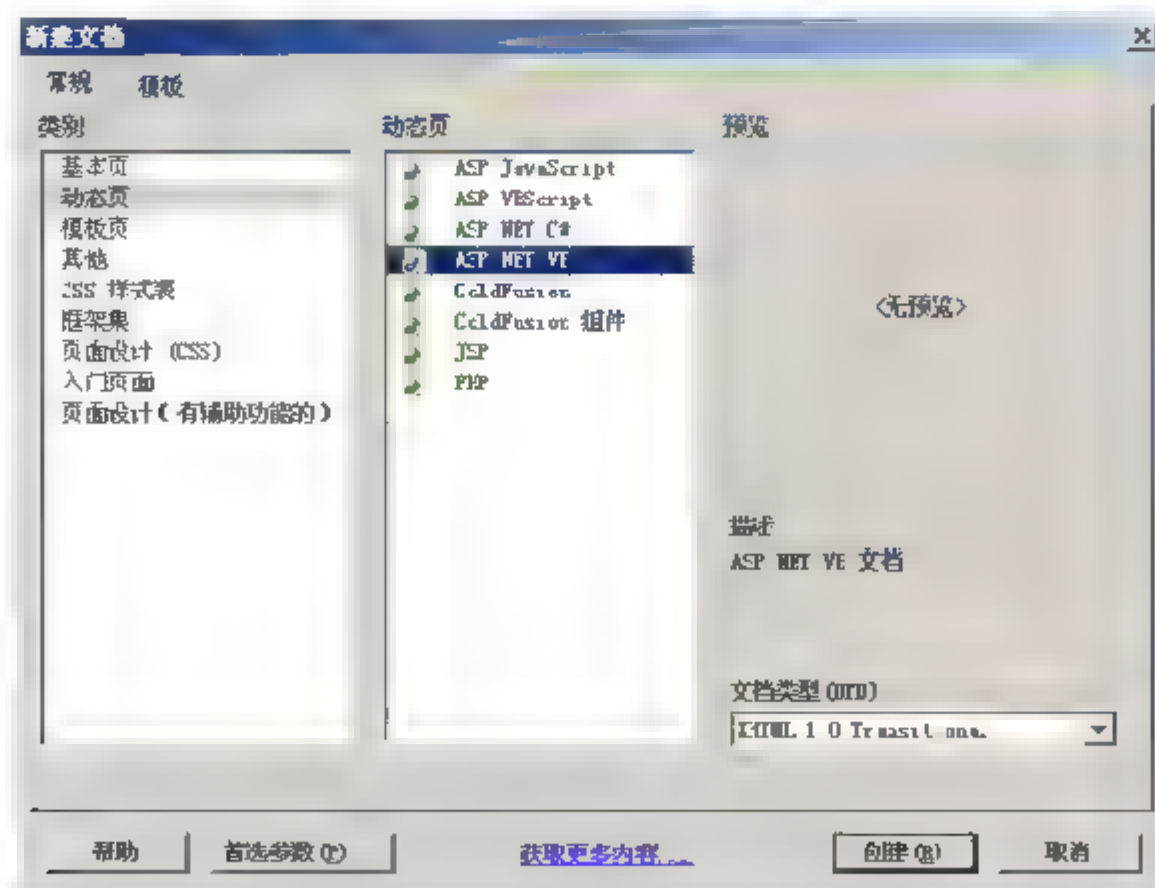 新建文档
常规 模板
类别
基本页
动态页
模板页
其他
CSS 样式表
框架集
页面设计 (CSS)
入门页面
页面设计(有辅助功能的)
动态页
ASP JavaScript
ASP VBScript
ASP NET C#
ASP NET VB
ColdFusion
ColdFusion 组件
JSP
PHP
预览
<无预览>
描述
ASP NET VB 文档
文档类型(DTD)
XHTML 1 0 Transitional
帮助 首选参数(P) 获取更多内容... 创建(R) 取消